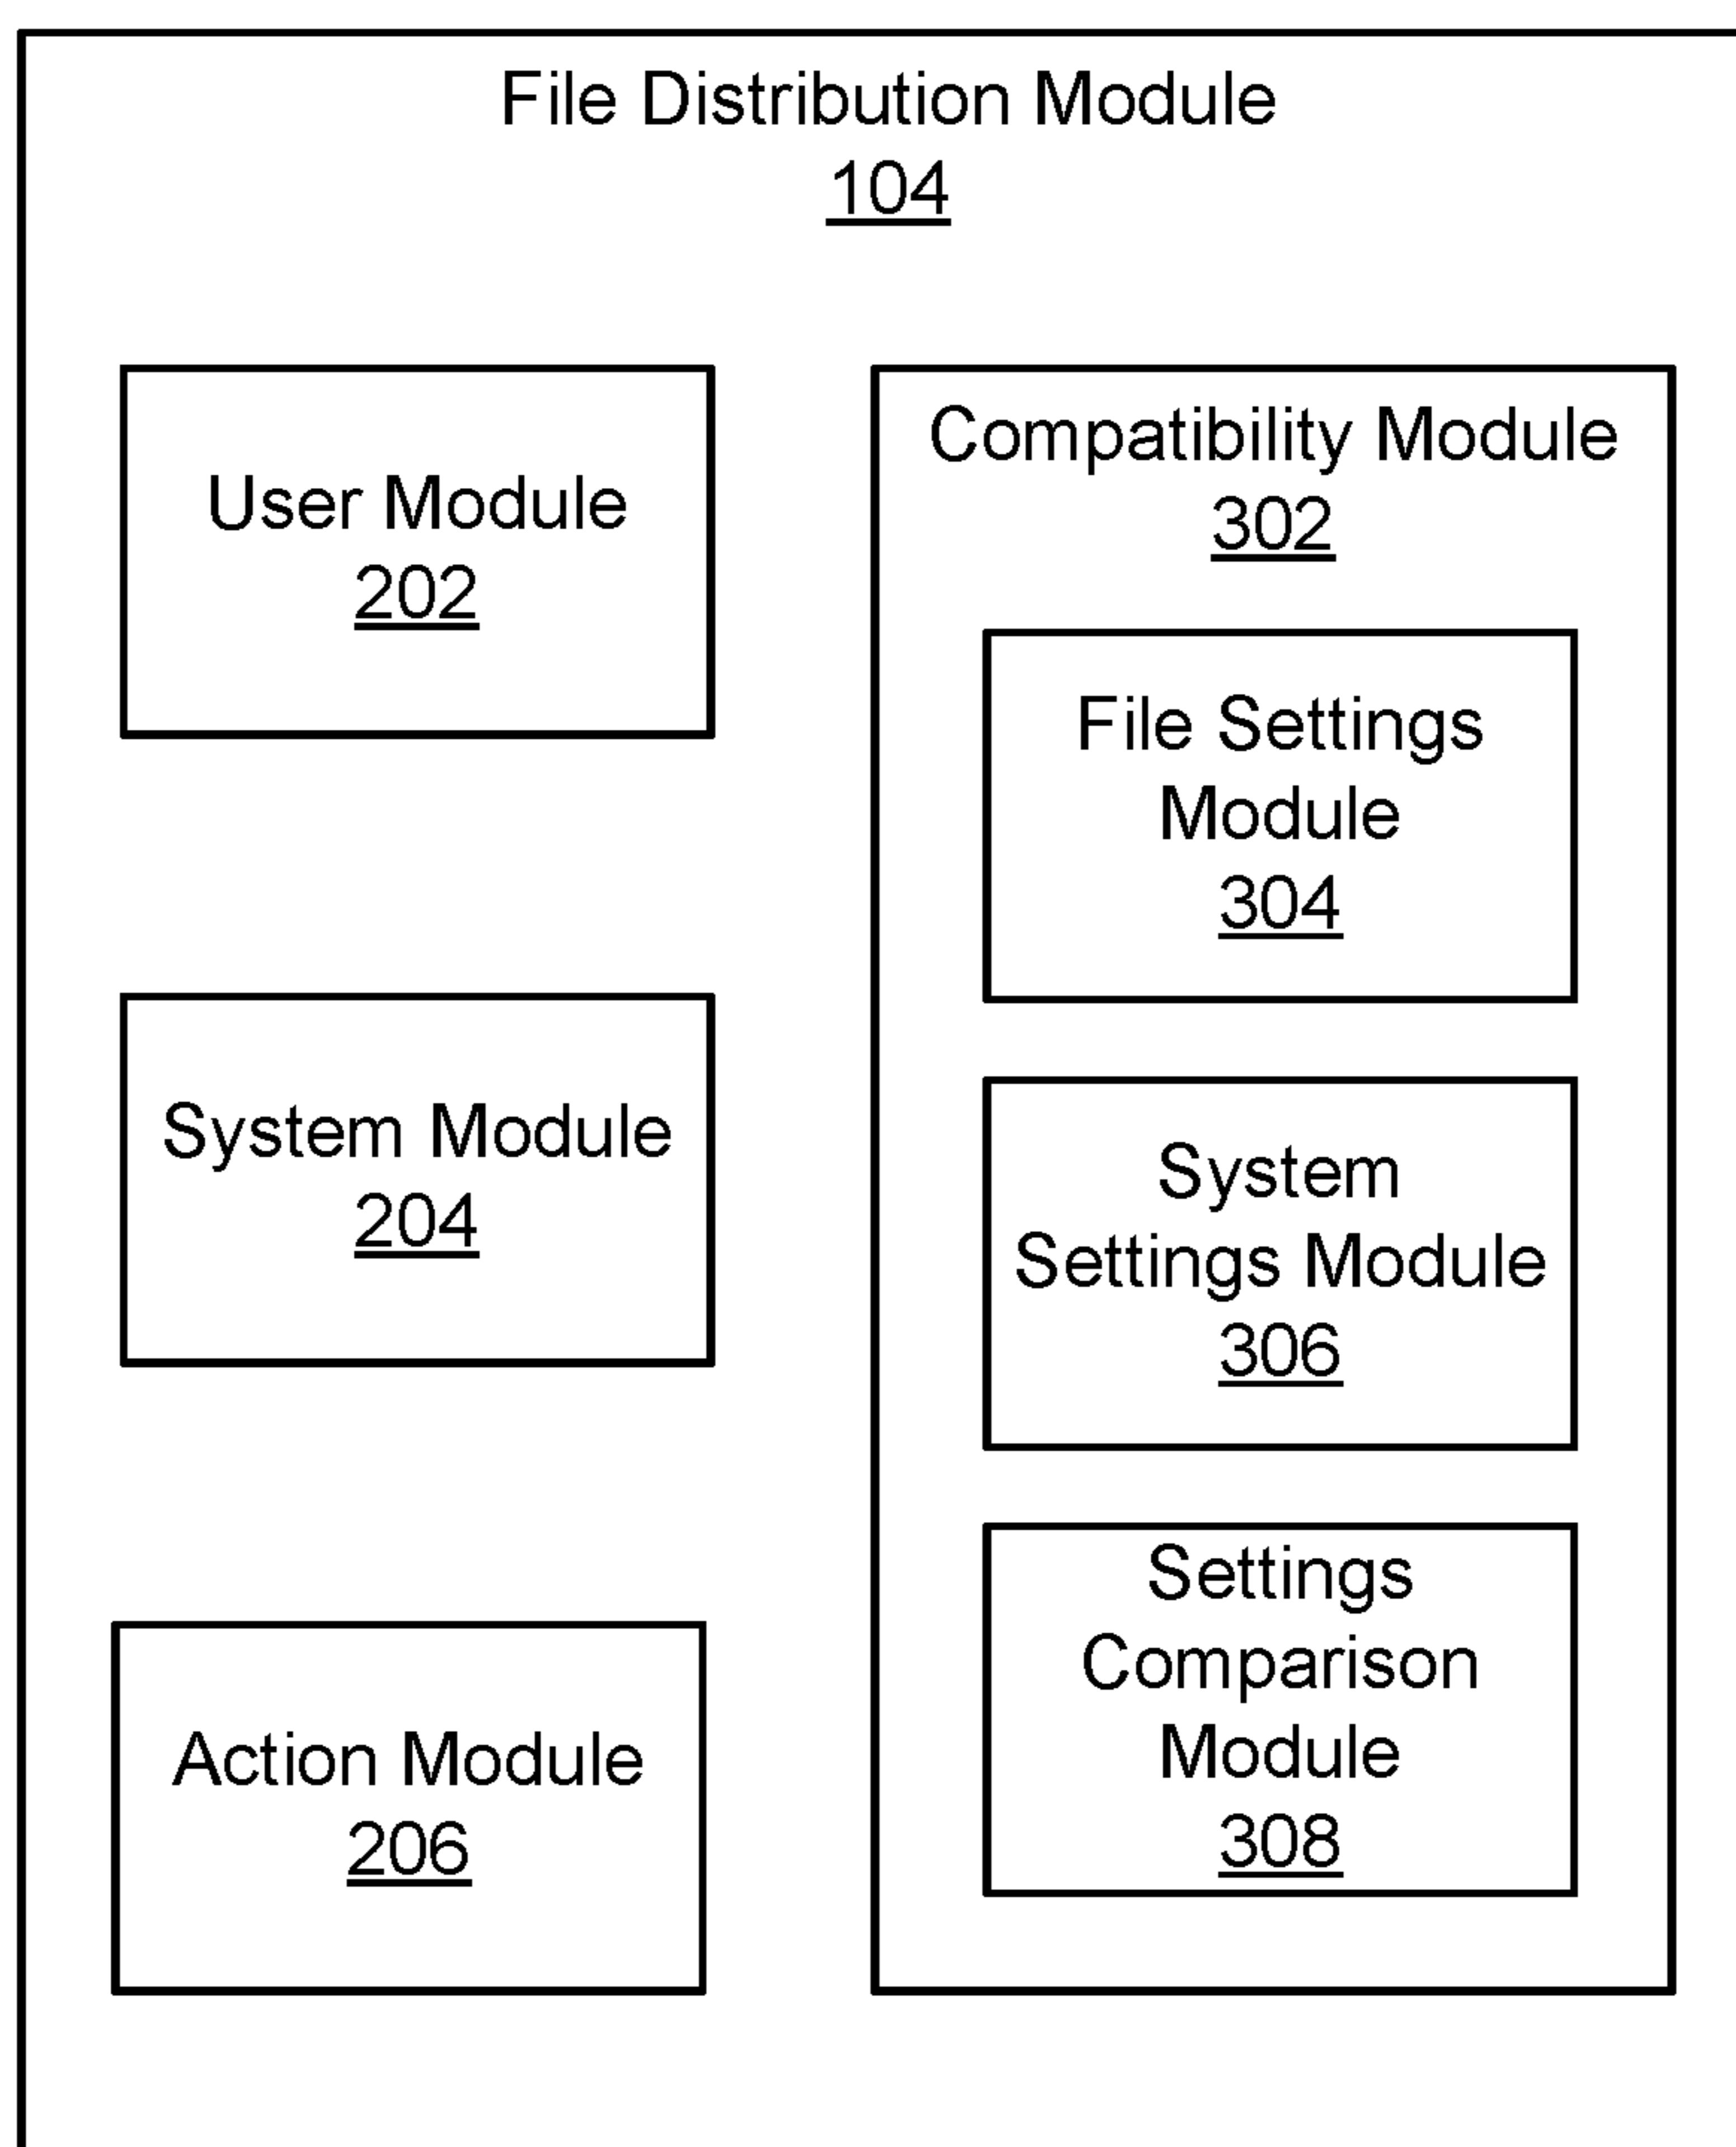 File Distribution Module
104
User Module
202
System Module
204
Action Module
206
Compatibility Module
302
File Settings
Module
304
System
Settings Module
306
Settings
Comparison
Module
308